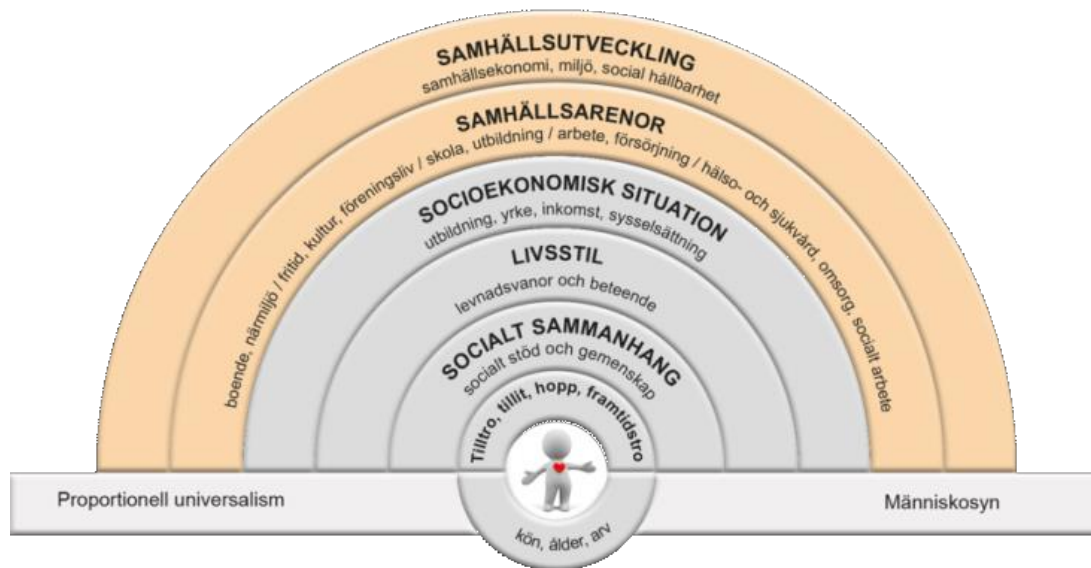 SAMHÄLLSUTVECKLING
samhällsekonomi, miljö, social hållbarhet
SAMHÄLLSARENOR
boende, närmiljö / fritid, kultur, föreningsliv / skola, utbildning / arbete, försörjning / hälso- och sjukvård, omsorg, socialt arbete
SOCIOEKONOMISK SITUATION
utbildning, yrke, inkomst, sysselsättning
LIVSSTIL
levnadsvanor och beteende
SOCIALT SAMMANHANG
socialt stöd och gemenskap
Tilltro, tillit, hopp, framtidstro
Proportionell universalism
Människosyn
kön, ålder, arv